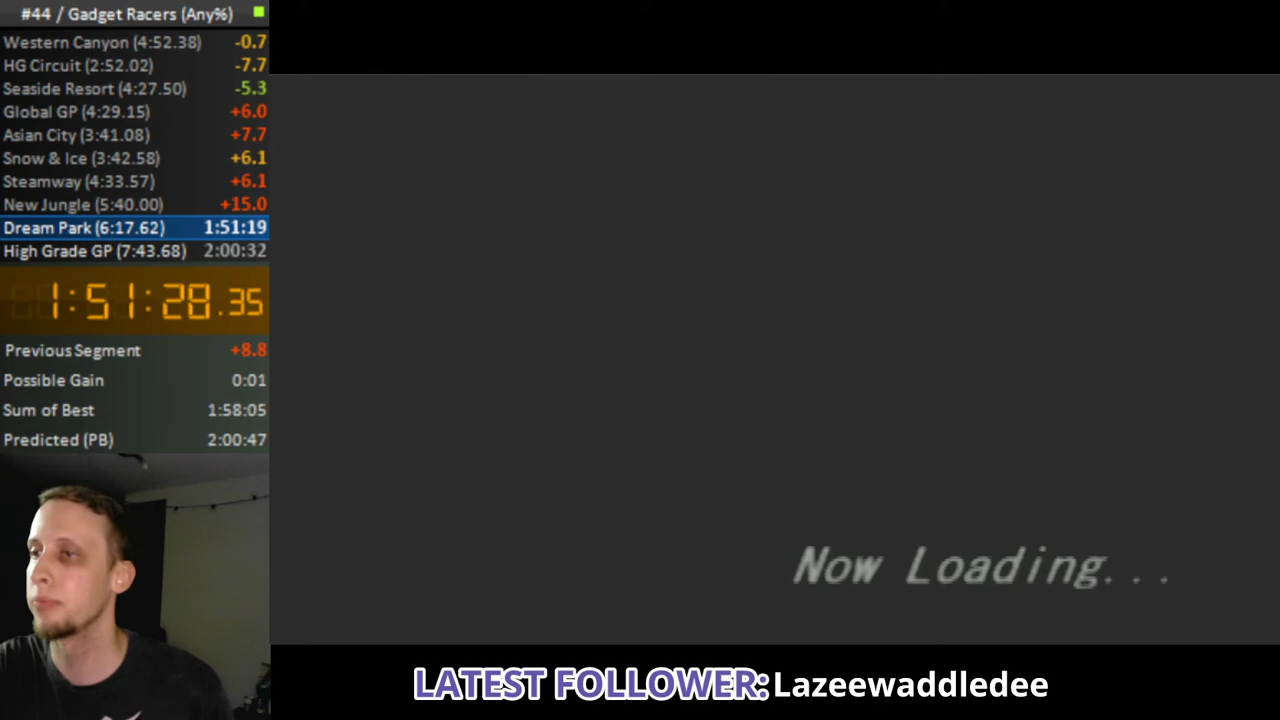 #44 / Gadget Racers (Any%)
Western Canyon (4:52.38) -0.7
HG Circuit (2:52.02) -7.7
Seaside Resort (4:27.50) -5.3
Global GP (4:29.15) +6.0
Asian City (3:41.08) +7.7
Snow & Ice (3:42.58) +6.1
Steamway (4:33.57) +6.1
New Jungle (5:40.00) +15.0
Dream Park (6:17.62) 1:51:19
High Grade GP (7:43.68) 2:00:32
1:51:28.35
Previous Segment +8.8
Possible Gain 0:01
Sum of Best 1:58:05
Predicted (PB) 2:00:47
Now Loading...
LATEST FOLLOWER: Lazeewaddledee